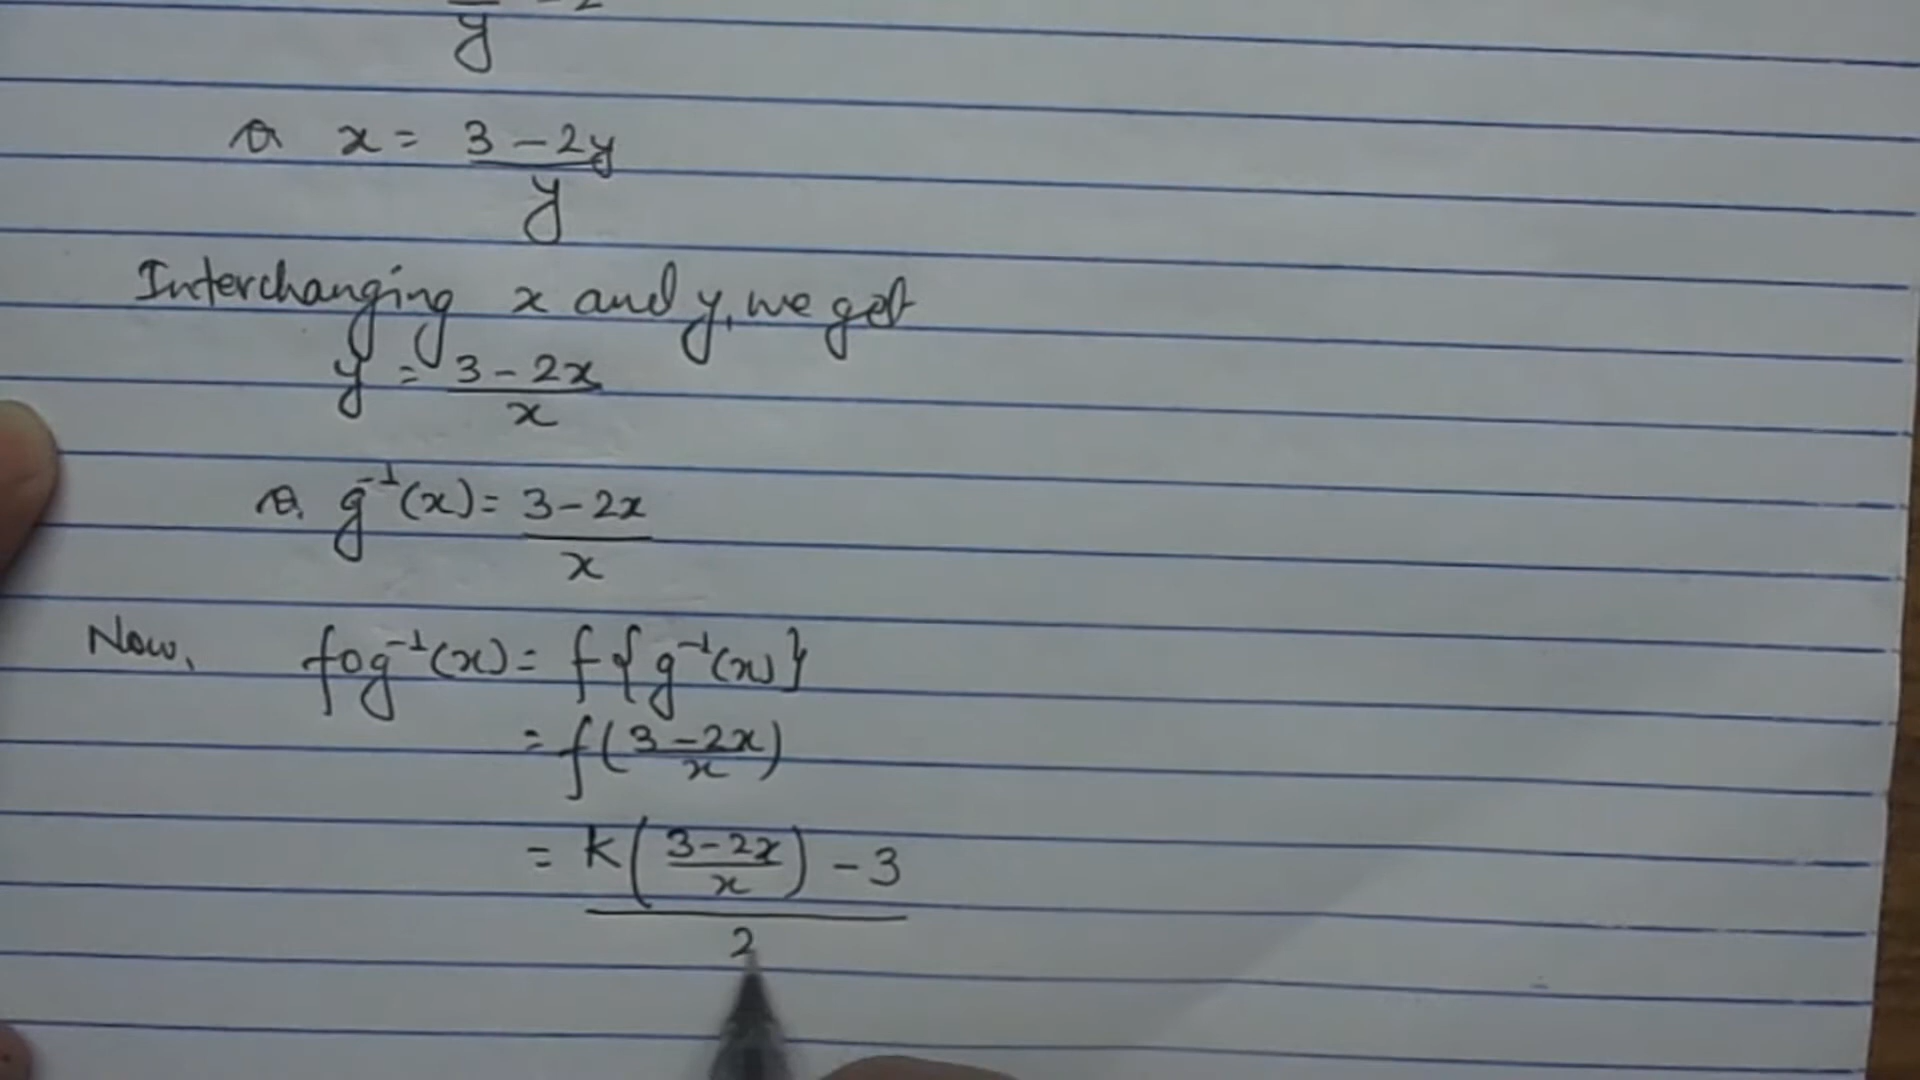 y
x = 3 - 2y / y
Interchanging x and y, we get
y = 3 - 2x / x
g⁻¹(x) = 3 - 2x / x
Now, fog⁻¹(x) = f{g⁻¹(x)}
= f(3 - 2x / x)
= k(3 - 2x / x) - 3 / 2